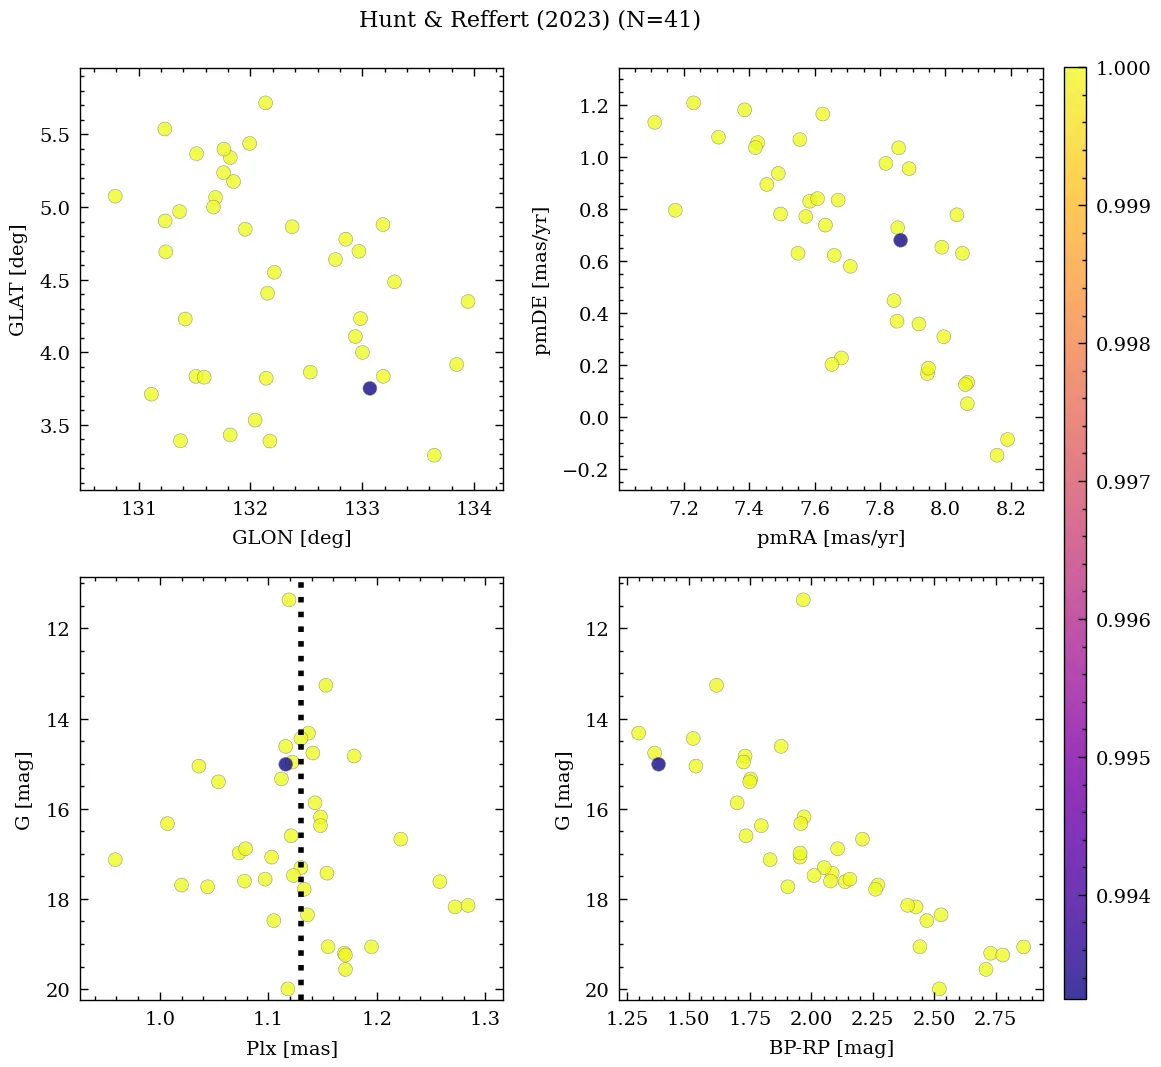 Hunt & Reffert (2023) (N=41)
5.5
5.0
4.5
4.0
3.5
GLAT [deg]
131 132 133 134
GLON [deg]
1.2
1.0
0.8
0.6
0.4
0.2
0.0
−0.2
pmDE [mas/yr]
7.2 7.4 7.6 7.8 8.0 8.2
pmRA [mas/yr]
12
14
16
18
20
G [mag]
1.0 1.1 1.2 1.3
Plx [mas]
12
14
16
18
20
G [mag]
1.25 1.50 1.75 2.00 2.25 2.50 2.75
BP-RP [mag]
1.000
0.999
0.998
0.997
0.996
0.995
0.994